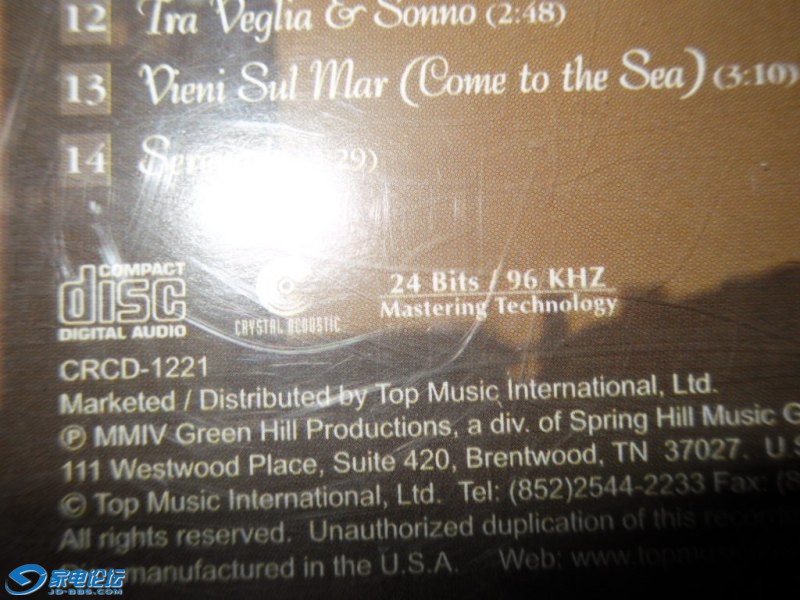 12 Tra Veglia & Sonno (2:48)
13 Vieni Sul Mar (Come to the Sea) (3:10)
14
COMPACT
disc
DIGITAL AUDIO
CRYSTAL ACOUSTIC
24 Bits / 96 KHZ
Mastering Technology
CRCD-1221
Marketed / Distributed by Top Music International, Ltd.
Ⓟ MMIV Green Hill Productions, a div. of Spring Hill Music G
111 Westwood Place, Suite 420, Brentwood, TN 37027. U.S
© Top Music International, Ltd. Tel: (852)2544-2233 Fax: (8
All rights reserved. Unauthorized duplication of this
manufactured in the U.S.A. Web: www.topmus
家电论坛
JD-BBS.COM